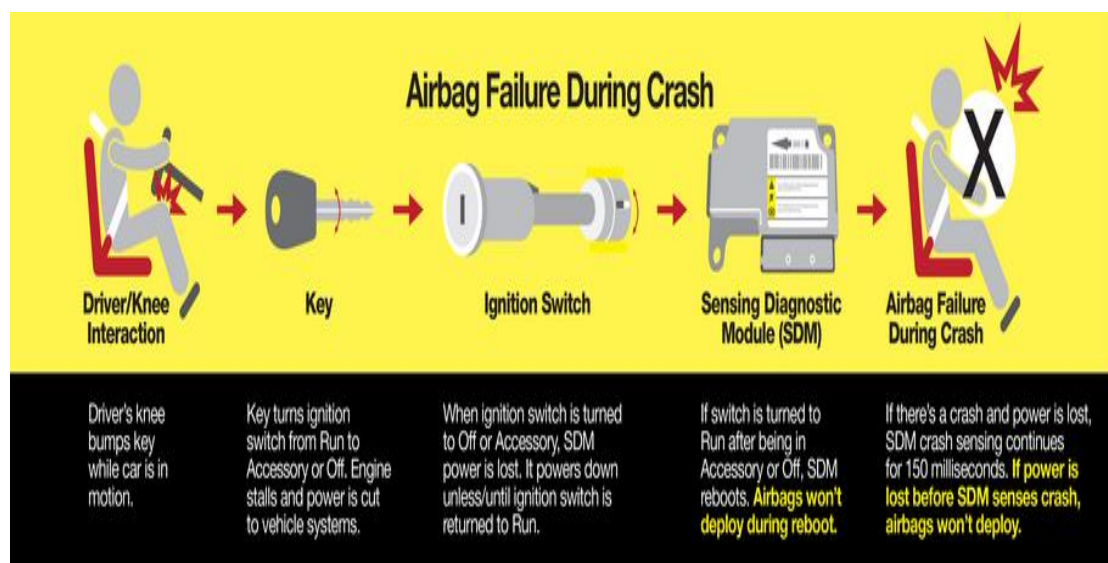 Airbag Failure During Crash
Driver/Knee
Interaction
Key
Ignition Switch
Sensing Diagnostic
Module (SDM)
Airbag Failure
During Crash
X
Driver's knee
bumps key
while car is in
motion.
Key turns ignition
switch from Run to
Accessory or Off. Engine
stalls and power is cut
to vehicle systems.
When ignition switch is turned
to Off or Accessory, SDM
power is lost. It powers down
unless/until ignition switch is
returned to Run.
If switch is turned to
Run after being in
Accessory or Off, SDM
reboots. Airbags won't
deploy during reboot.
If there's a crash and power is lost,
SDM crash sensing continues
for 150 milliseconds. If power is
lost before SDM senses crash,
airbags won't deploy.